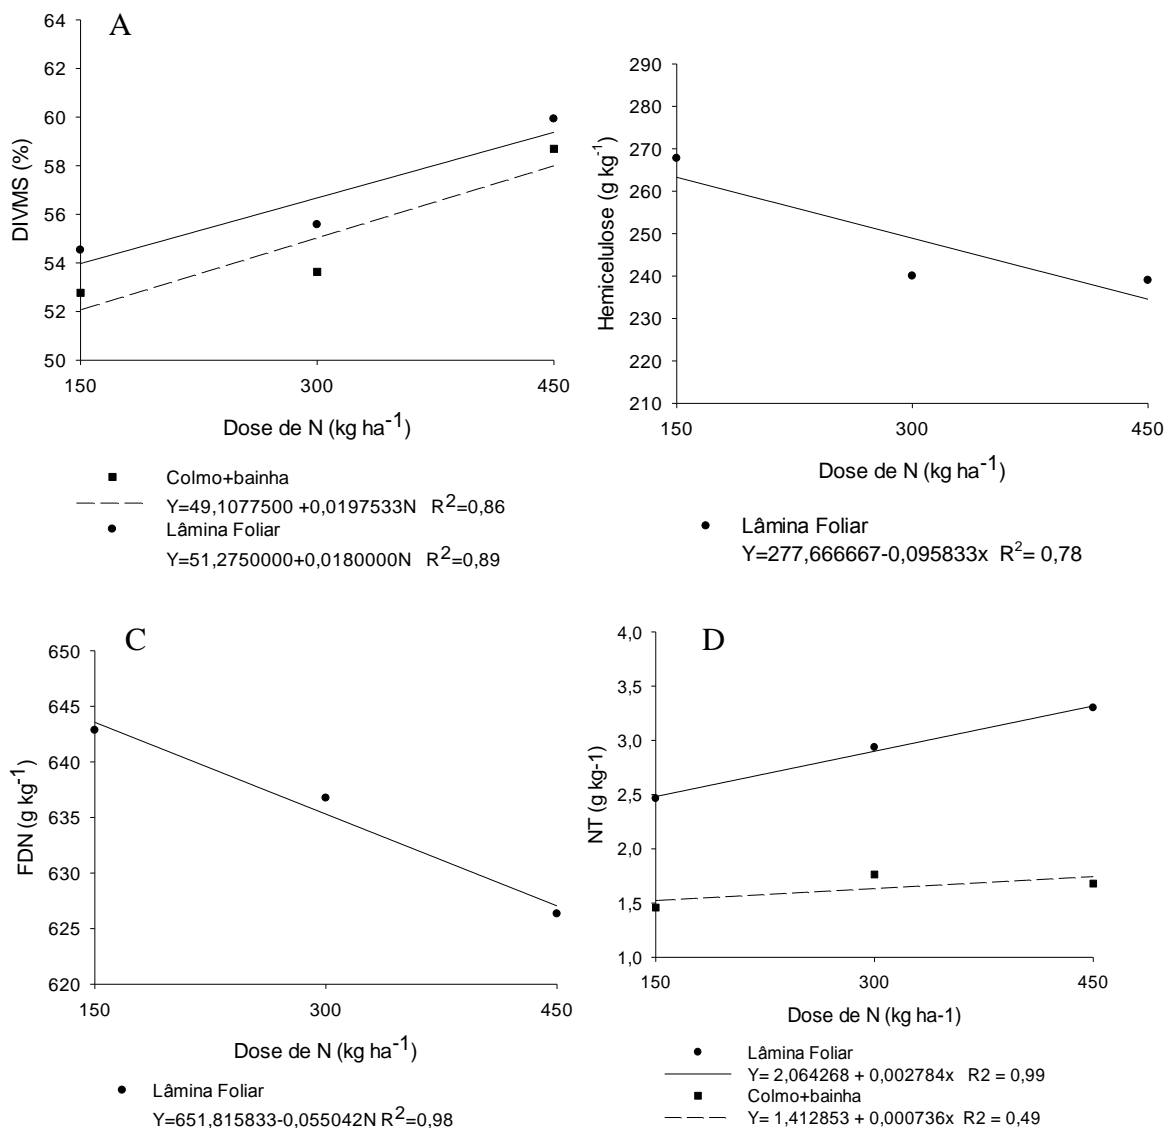 A
64
62
60
58
56
54
52
50
DIVMS (%)
150 300 450
Dose de N (kg ha-1)
Colmo+bainha
Y=49,1077500 +0,0197533N R2=0,86
Lâmina Foliar
Y=51,2750000+0,0180000N R2=0,89
290
280
270
260
250
240
230
220
210
Hemicelulose (g kg-1)
150 300 450
Dose de N (kg ha-1)
Lâmina Foliar
Y=277,666667-0,095833x R2= 0,78
C
650
645
640
635
630
625
620
FDN (g kg-1)
150 300 450
Dose de N (kg ha-1)
Lâmina Foliar
Y=651,815833-0,055042N R2=0,98
D
4,0
3,5
3,0
2,5
2,0
1,5
1,0
NT (g kg-1)
150 300 450
Dose de N (kg ha-1)
Lâmina Foliar
Y= 2,064268 + 0,002784x R2 = 0,99
Colmo+bainha
Y= 1,412853 + 0,000736x R2 = 0,49